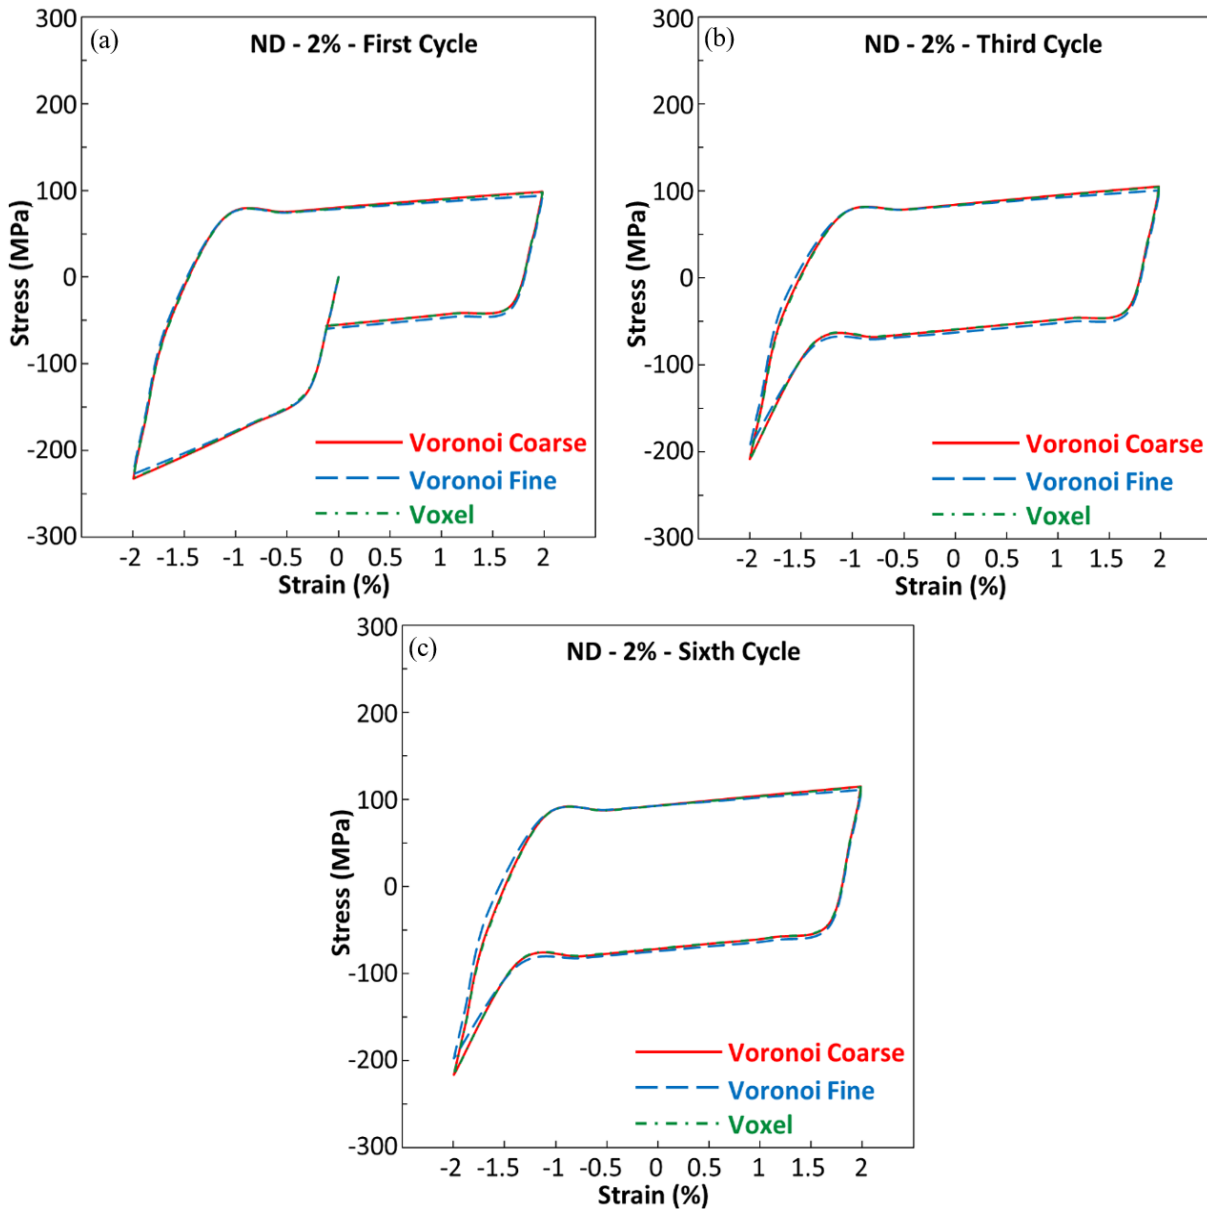 (a)
ND - 2% - First Cycle
300
200
100
0
-100
-200
-300
Stress (MPa)
Voronoi Coarse
Voronoi Fine
Voxel
-2 -1.5 -1 -0.5 0 0.5 1 1.5 2
Strain (%)
(b)
ND - 2% - Third Cycle
300
200
100
0
-100
-200
-300
Stress (MPa)
Voronoi Coarse
Voronoi Fine
Voxel
-2 -1.5 -1 -0.5 0 0.5 1 1.5 2
Strain (%)
(c)
ND - 2% - Sixth Cycle
300
200
100
0
-100
-200
-300
Stress (MPa)
Voronoi Coarse
Voronoi Fine
Voxel
-2 -1.5 -1 -0.5 0 0.5 1 1.5 2
Strain (%)